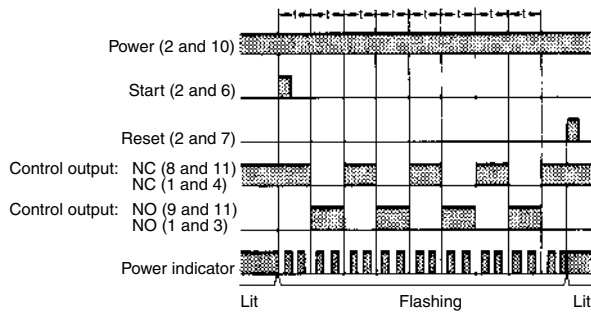 t t t t t t t t
Power (2 and 10)
Start (2 and 6)
Reset (2 and 7)
Control output: NC (8 and 11)
NC (1 and 4)
Control output: NO (9 and 11)
NO (1 and 3)
Power indicator
Lit Flashing Lit